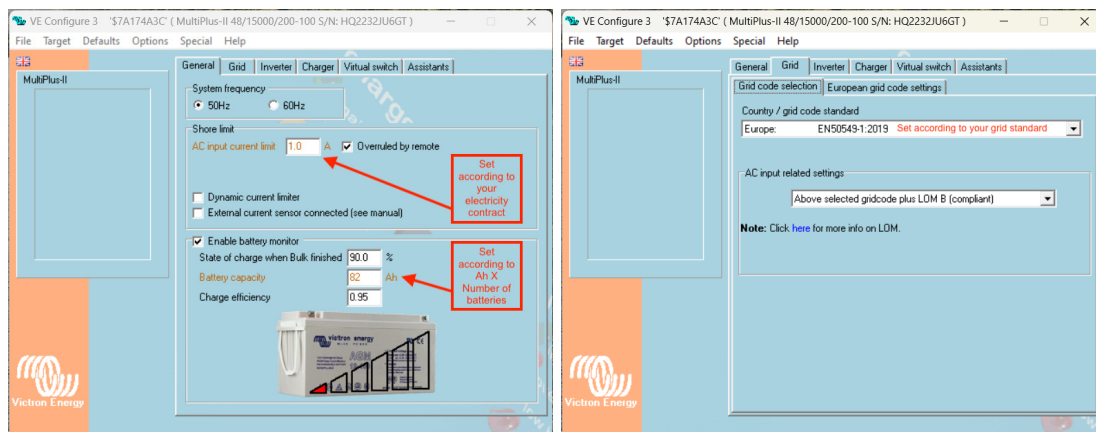 VE Configure 3 '$7A174A3C' ( MultiPlus-II 48/15000/200-100 S/N: HQ2232JU6GT )
File Target Defaults Options Special Help
MultiPlus-II
General Grid Inverter Charger Virtual switch Assistants
System frequency
50Hz 60Hz
Shore limit
AC input current limit 1.0 A Overruled by remote
Set
according to
your
electricity
contract
Dynamic current limiter
External current sensor connected (see manual)
Enable battery monitor
State of charge when Bulk finished 90.0 %
Battery capacity 82 Ah
Charge efficiency 0.95
Set
according to
Ah X
Number of
batteries
victron energy
AGM
Victron Energy
VE Configure 3 '$7A174A3C' ( MultiPlus-II 48/15000/200-100 S/N: HQ2232JU6GT )
File Target Defaults Options Special Help
MultiPlus-II
General Grid Inverter Charger Virtual switch Assistants
Grid code selection European grid code settings
Country / grid code standard
Europe: EN50549-1:2019 Set according to your grid standard
AC input related settings
Above selected gridcode plus LOM B (compliant)
Note: Click here for more info on LOM.
Victron Energy